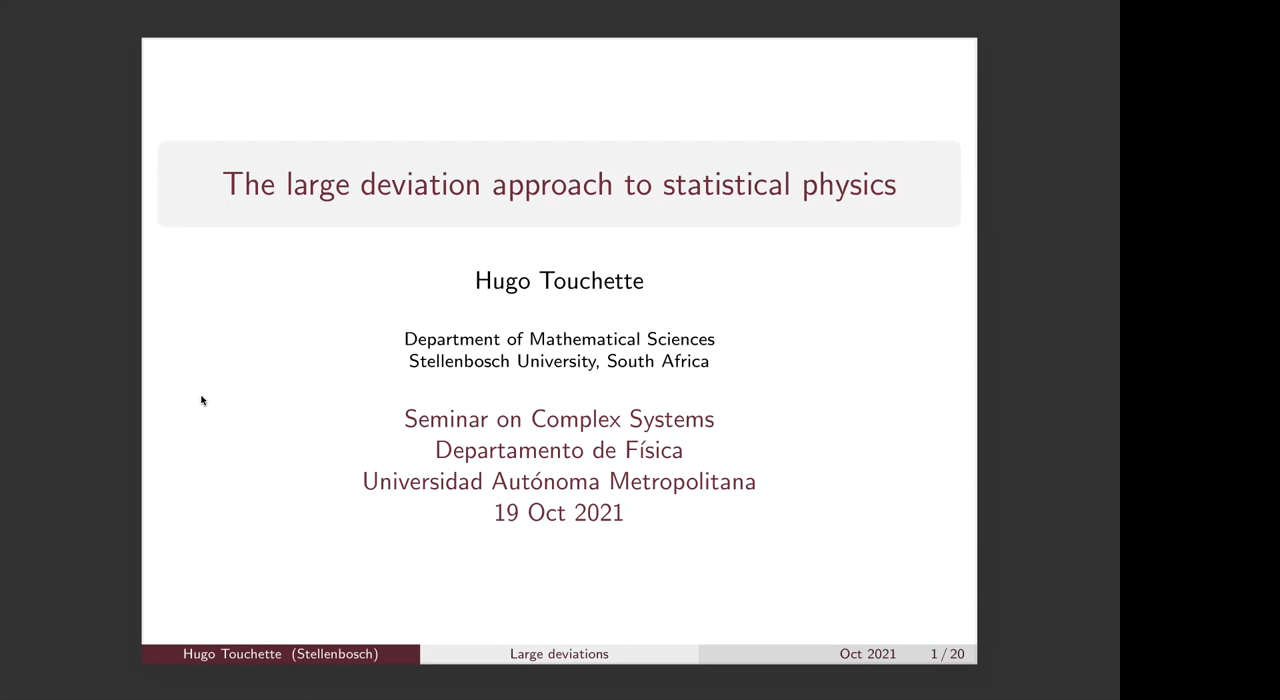 The large deviation approach to statistical physics
Hugo Touchette
Department of Mathematical Sciences
Stellenbosch University, South Africa
Seminar on Complex Systems
Departamento de Física
Universidad Autónoma Metropolitana
19 Oct 2021
Hugo Touchette (Stellenbosch) Large deviations Oct 2021 1 / 20